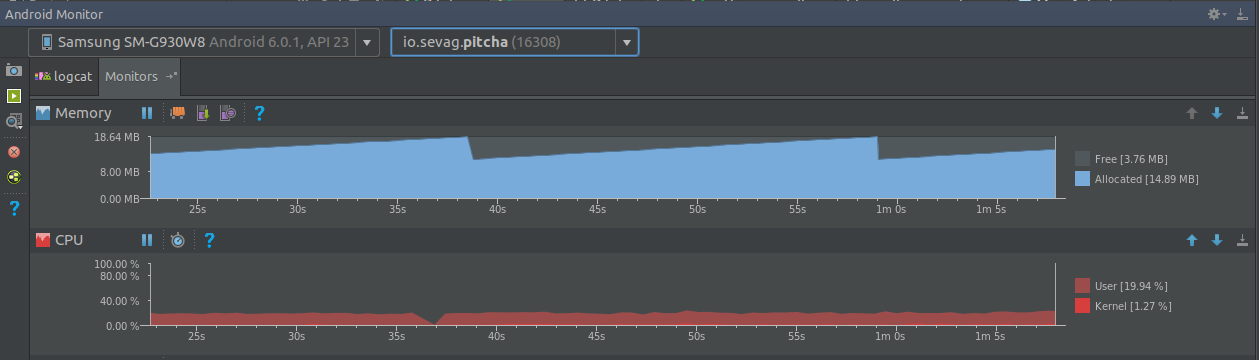 Android Monitor
Samsung SM-G930W8 Android 6.0.1, API 23 io.sevag.pitcha (16308)
logcat Monitors
Memory ?
18.64 MB
8.00 MB
0.00 MB
Free [3.76 MB]
Allocated [14.89 MB]
25s 30s 35s 40s 45s 50s 55s 1m 0s 1m 5s
?
CPU ?
100.00 %
80.00 %
40.00 %
0.00 %
User [19.94 %]
Kernel [1.27 %]
25s 30s 35s 40s 45s 50s 55s 1m 0s 1m 5s